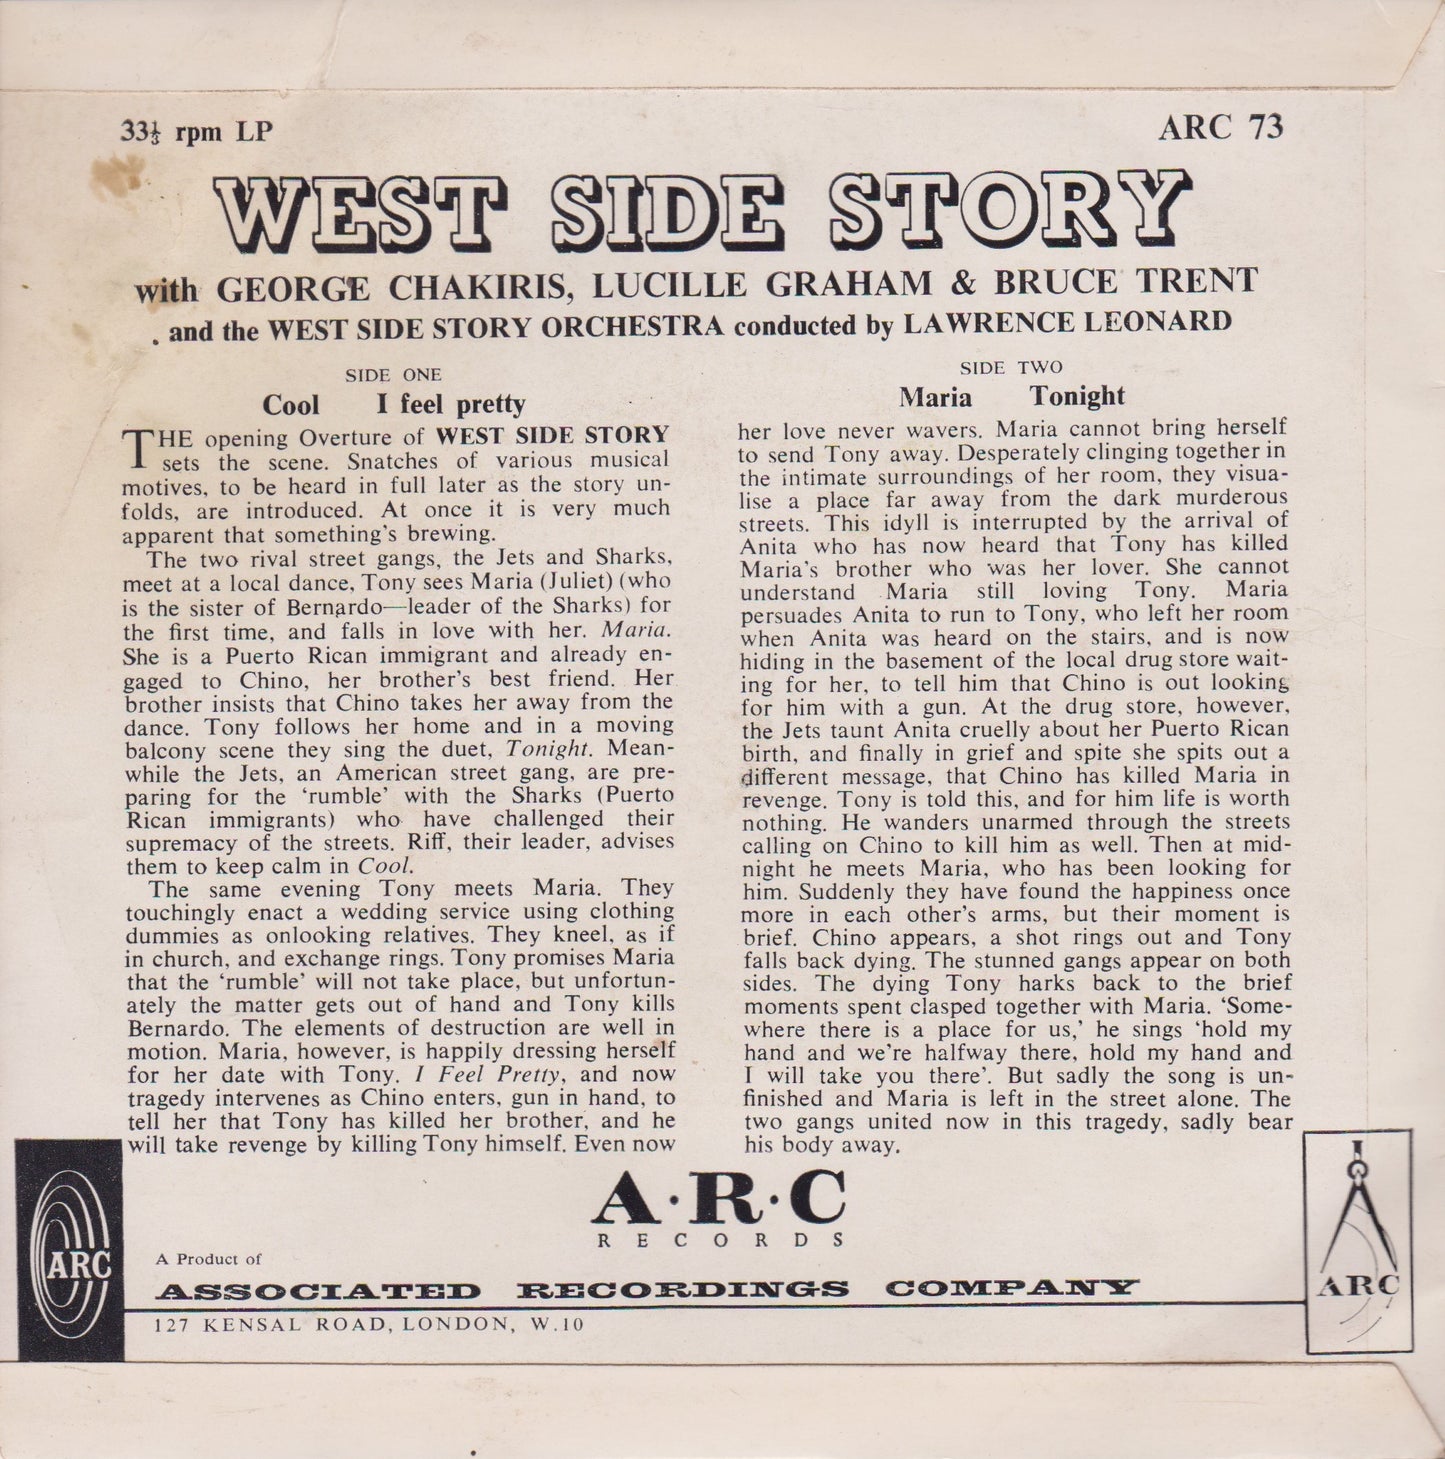 33⅓ rpm LP
ARC 73
WEST SIDE STORY
with GEORGE CHAKIRIS, LUCILLE GRAHAM & BRUCE TRENT
and the WEST SIDE STORY ORCHESTRA conducted by LAWRENCE LEONARD
SIDE ONE
Cool I feel pretty
THE opening Overture of WEST SIDE STORY
sets the scene. Snatches of various musical
motives, to be heard in full later as the story un-
folds, are introduced. At once it is very much
apparent that something's brewing.
The two rival street gangs, the Jets and Sharks,
meet at a local dance, Tony sees Maria (Juliet) (who
is the sister of Bernardo—leader of the Sharks) for
the first time, and falls in love with her. Maria.
She is a Puerto Rican immigrant and already en-
gaged to Chino, her brother's best friend. Her
brother insists that Chino takes her away from the
dance. Tony follows her home and in a moving
balcony scene they sing the duet, Tonight. Mean-
while the Jets, an American street gang, are pre-
paring for the ‘rumble’ with the Sharks (Puerto
Rican immigrants) who have challenged their
supremacy of the streets. Riff, their leader, advises
them to keep calm in Cool.
The same evening Tony meets Maria. They
touchingly enact a wedding service using clothing
dummies as onlooking relatives. They kneel, as if
in church, and exchange rings. Tony promises Maria
that the ‘rumble’ will not take place, but unfortun-
ately the matter gets out of hand and Tony kills
Bernardo. The elements of destruction are well in
motion. Maria, however, is happily dressing herself
for her date with Tony. I Feel Pretty, and now
tragedy intervenes as Chino enters, gun in hand, to
tell her that Tony has killed her brother, and he
will take revenge by killing Tony himself. Even now
SIDE TWO
Maria Tonight
her love never wavers. Maria cannot bring herself
to send Tony away. Desperately clinging together in
the intimate surroundings of her room, they visua-
lise a place far away from the dark murderous
streets. This idyll is interrupted by the arrival of
Anita who has now heard that Tony has killed
Maria's brother who was her lover. She cannot
understand Maria still loving Tony. Maria
persuades Anita to run to Tony, who left her room
when Anita was heard on the stairs, and is now
hiding in the basement of the local drug store wait-
ing for her, to tell him that Chino is out looking
for him with a gun. At the drug store, however,
the Jets taunt Anita cruelly about her Puerto Rican
birth, and finally in grief and spite she spits out a
different message, that Chino has killed Maria in
revenge. Tony is told this, and for him life is worth
nothing. He wanders unarmed through the streets
calling on Chino to kill him as well. Then at mid-
night he meets Maria, who has been looking for
him. Suddenly they have found the happiness once
more in each other's arms, but their moment is
brief. Chino appears, a shot rings out and Tony
falls back dying. The stunned gangs appear on both
sides. The dying Tony harks back to the brief
moments spent clasped together with Maria. ‘Some-
where there is a place for us,’ he sings ‘hold my
hand and we're halfway there, hold my hand and
I will take you there’. But sadly the song is un-
finished and Maria is left in the street alone. The
two gangs united now in this tragedy, sadly bear
his body away.
A·R·C
RECORDS
ARC
A Product of
ASSOCIATED RECORDINGS COMPANY
127 KENSAL ROAD, LONDON, W.10
ARC